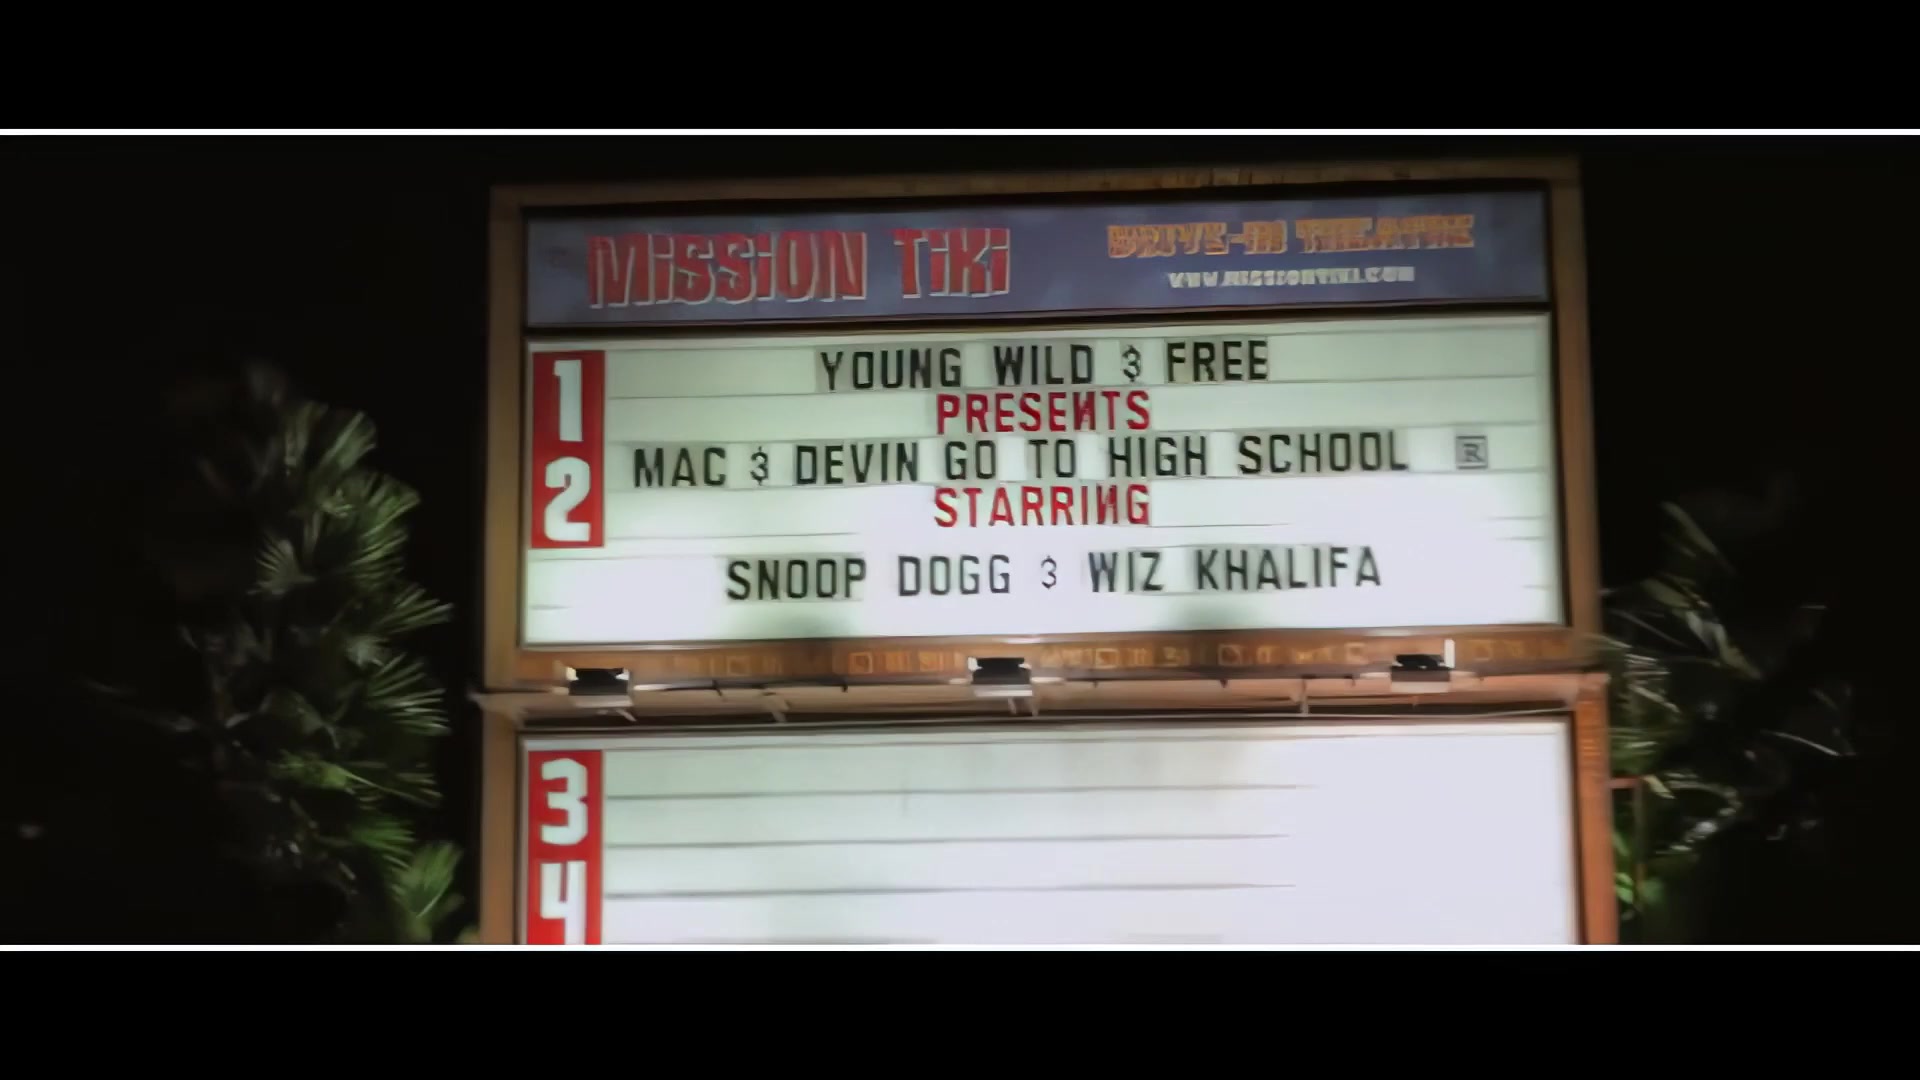 MiSSiON TiKi
DRIVE-IN THEATRE
WWW.MISSIONTIKI.COM
1
YOUNG WILD & FREE
PRESENTS
MAC & DEVIN GO TO HIGH SCHOOL R
2
STARRING
SNOOP DOGG & WIZ KHALIFA
3
4